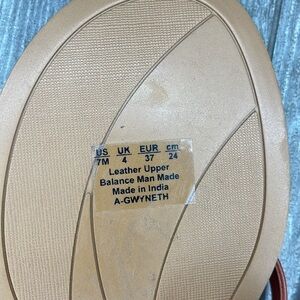 US UK EUR cm
7M 4 37 24
Leather Upper
Balance Man Made
Made in India
A-GWYNETH